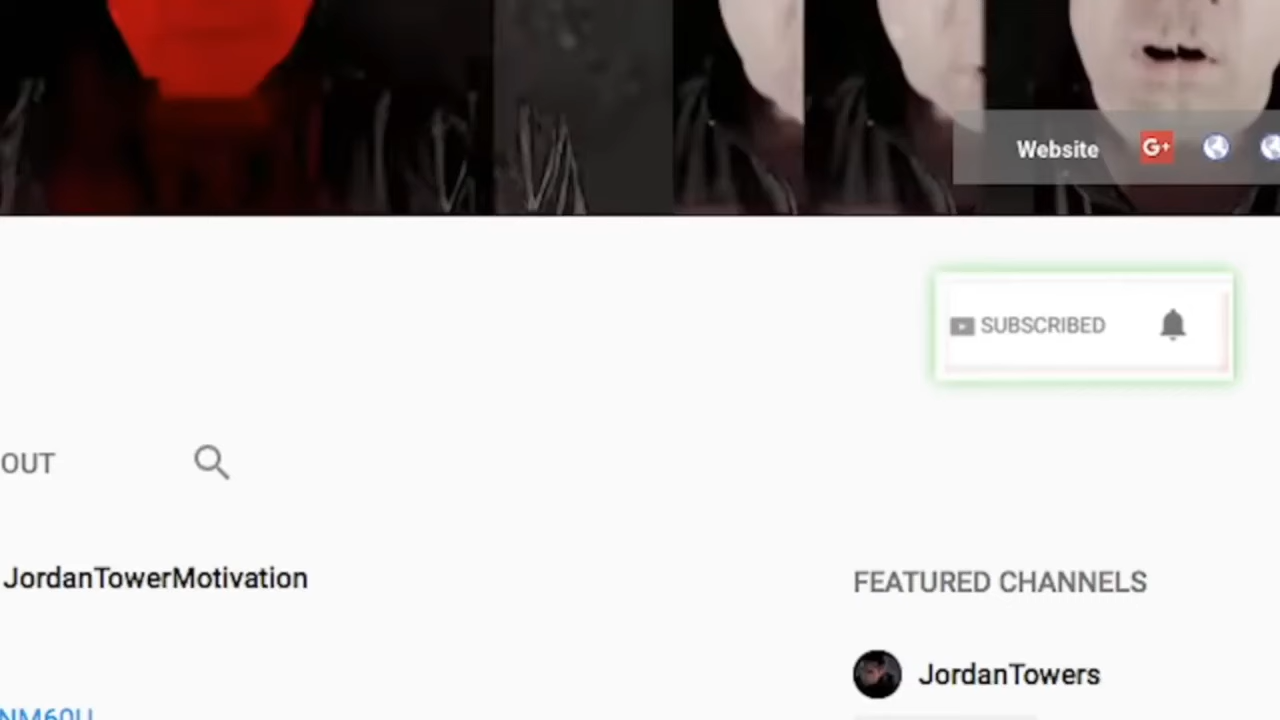 Website G+
SUBSCRIBED
OUT
JordanTowerMotivation
FEATURED CHANNELS
JordanTowers